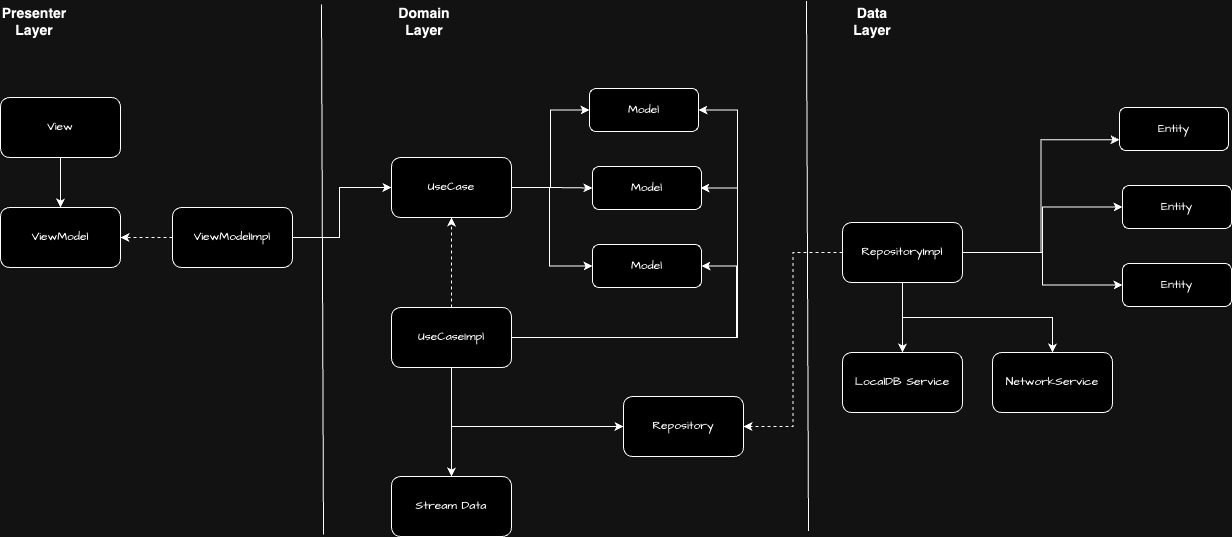 Presenter
Layer
Domain
Layer
Data
Layer
View
ViewModel
ViewModelImpl
UseCase
Model
Model
Model
UseCaseImpl
Repository
Stream Data
RepositoryImpl
Entity
Entity
Entity
LocalDB Service
NetworkService